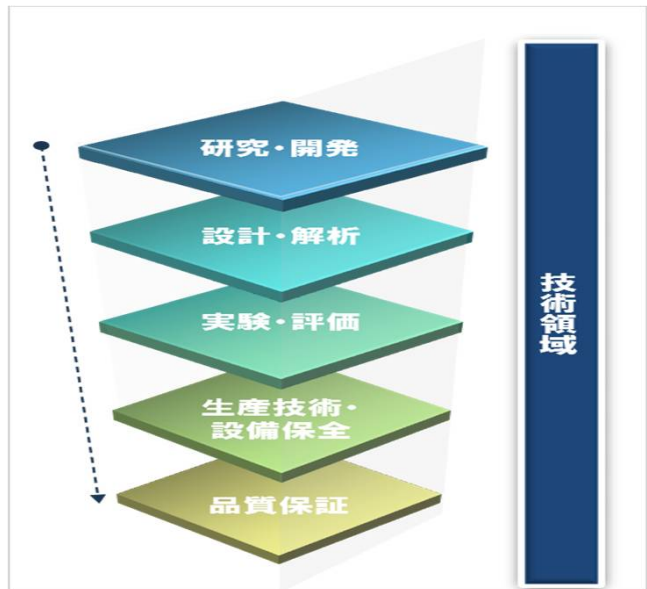 研究・開発
設計・解析
実験・評価
生産技術・
設備保全
品質保証
技術領域